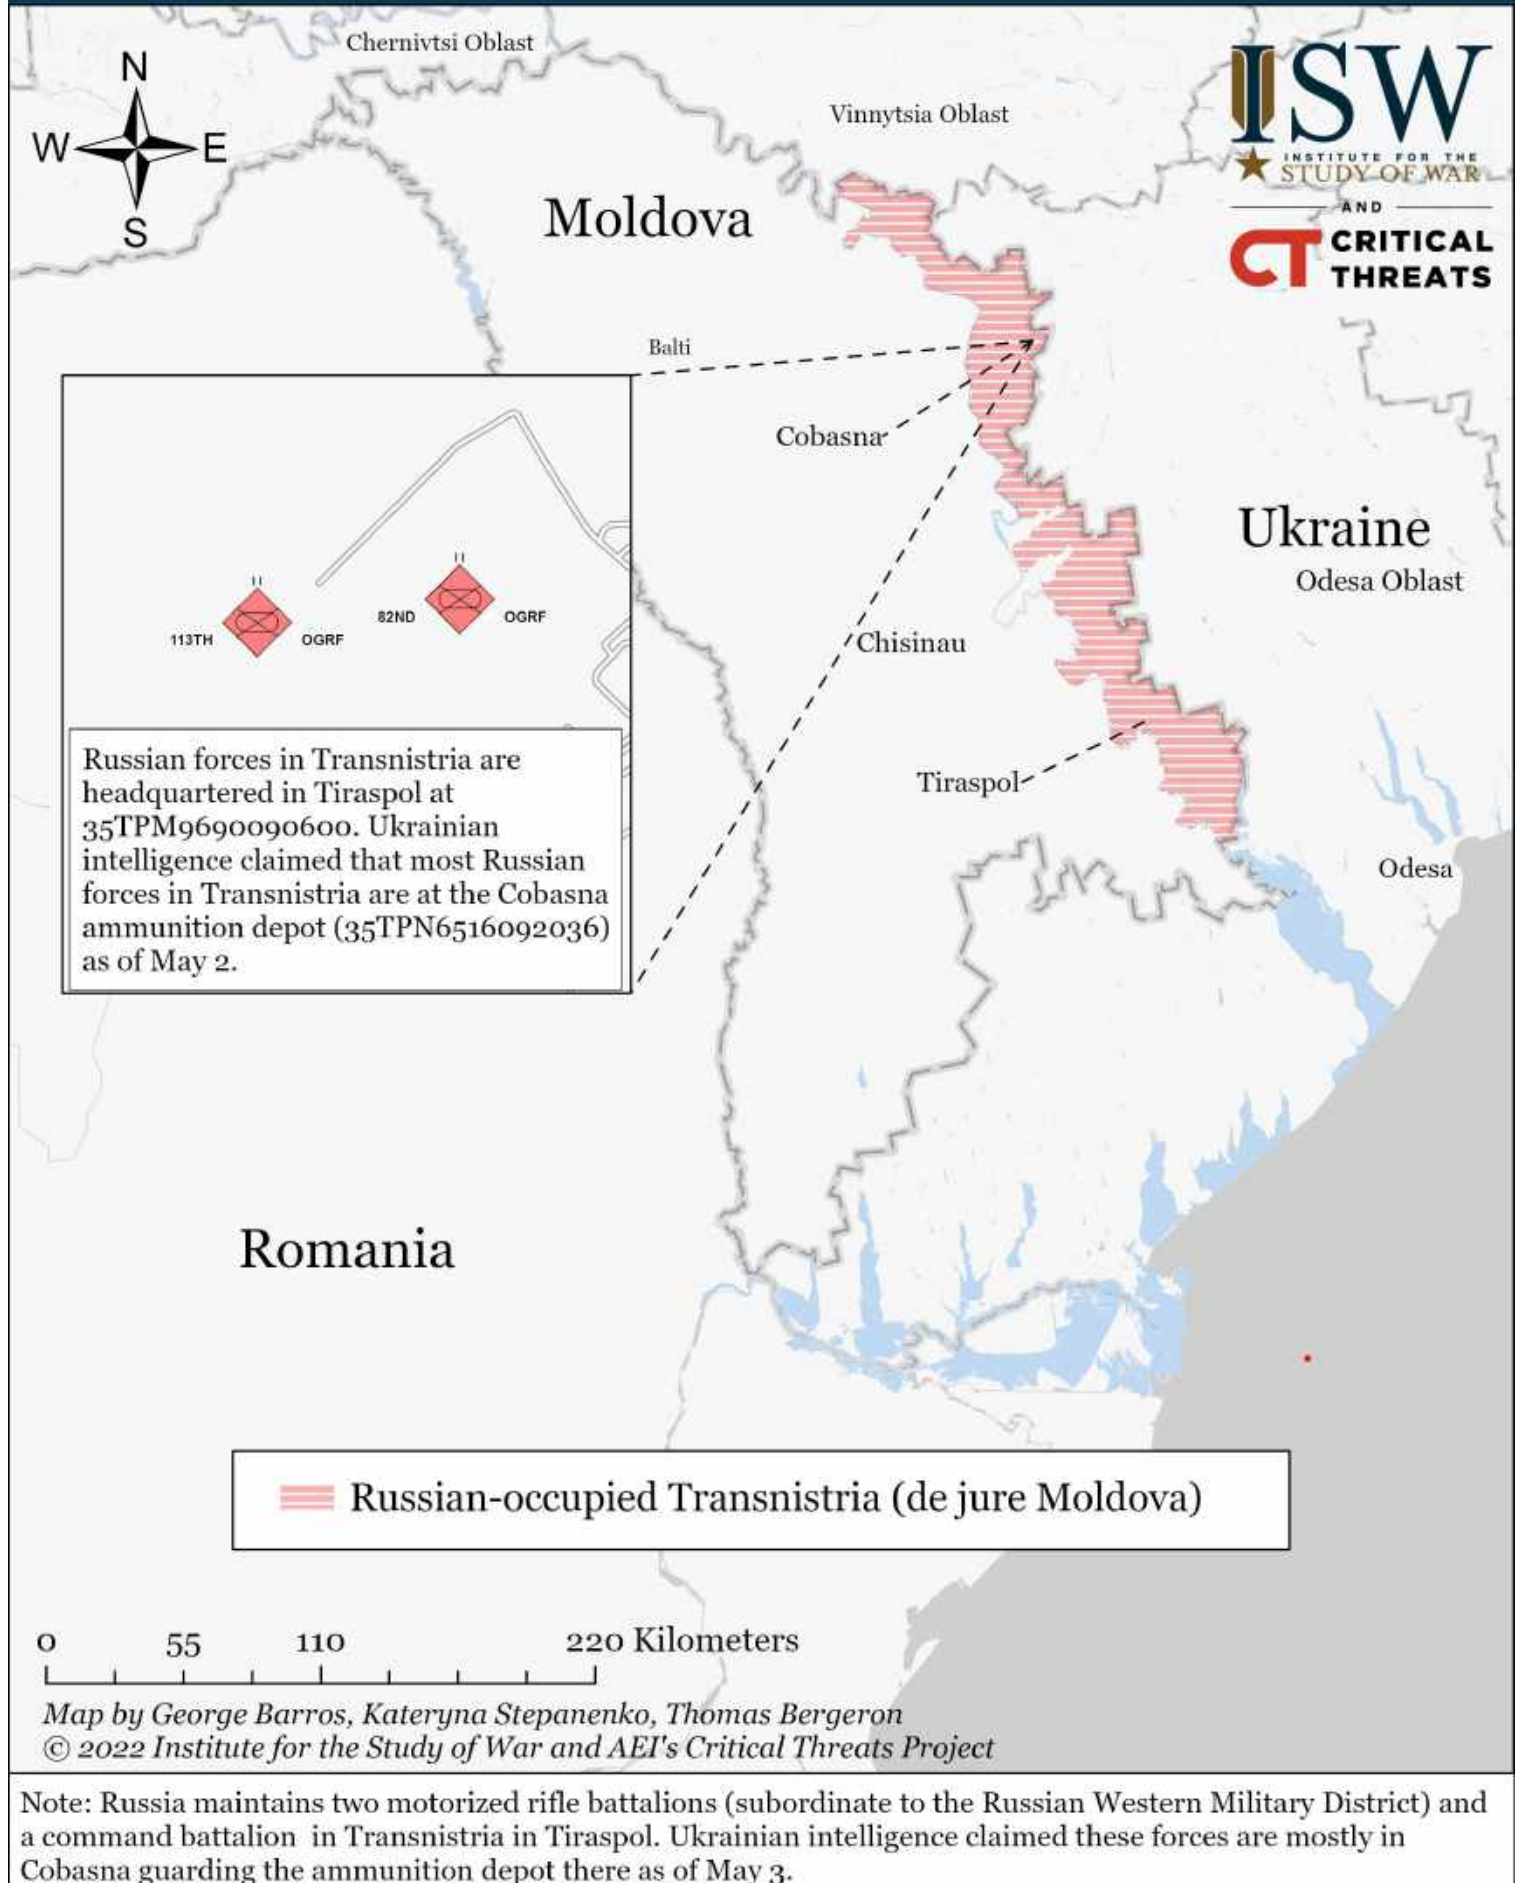 Chernivtsi Oblast
N
W
E
S
Vinnytsia Oblast
ISW
INSTITUTE FOR THE
STUDY OF WAR
AND
CT CRITICAL
THREATS
Moldova
Balti
Cobasna
Ukraine
Odesa Oblast
113TH
OGRF
82ND
OGRF
Chisinau
Tiraspol
Odesa
Russian forces in Transnistria are
headquartered in Tiraspol at
35TPM9690090600. Ukrainian
intelligence claimed that most Russian
forces in Transnistria are at the Cobasna
ammunition depot (35TPN6516092036)
as of May 2.
Romania
Russian-occupied Transnistria (de jure Moldova)
0 55 110 220 Kilometers
Map by George Barros, Kateryna Stepanenko, Thomas Bergeron
© 2022 Institute for the Study of War and AEI's Critical Threats Project
Note: Russia maintains two motorized rifle battalions (subordinate to the Russian Western Military District) and
a command battalion in Transnistria in Tiraspol. Ukrainian intelligence claimed these forces are mostly in
Cobasna guarding the ammunition depot there as of May 3.